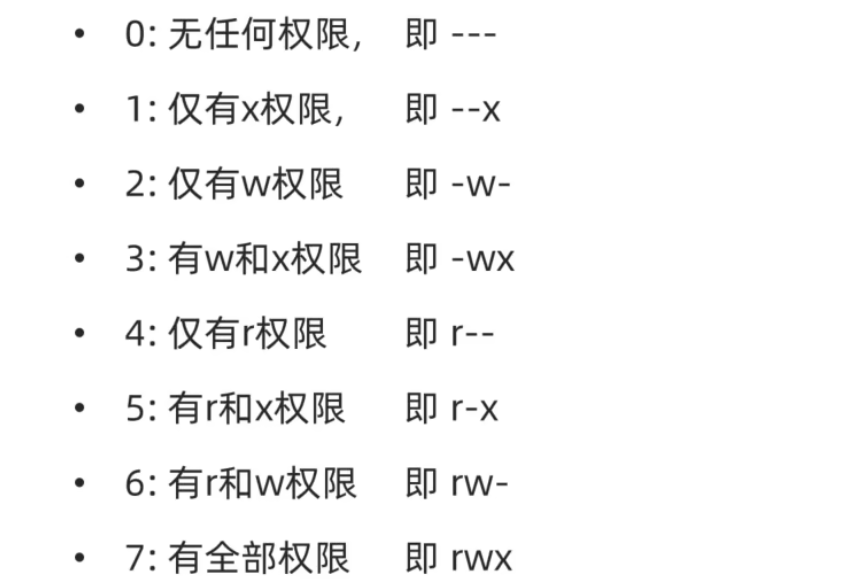 • 0: 无任何权限, 即 ---
• 1: 仅有x权限, 即 --x
• 2: 仅有w权限 即 -w-
• 3: 有w和x权限 即 -wx
• 4: 仅有r权限 即 r--
• 5: 有r和x权限 即 r-x
• 6: 有r和w权限 即 rw-
• 7: 有全部权限 即 rwx